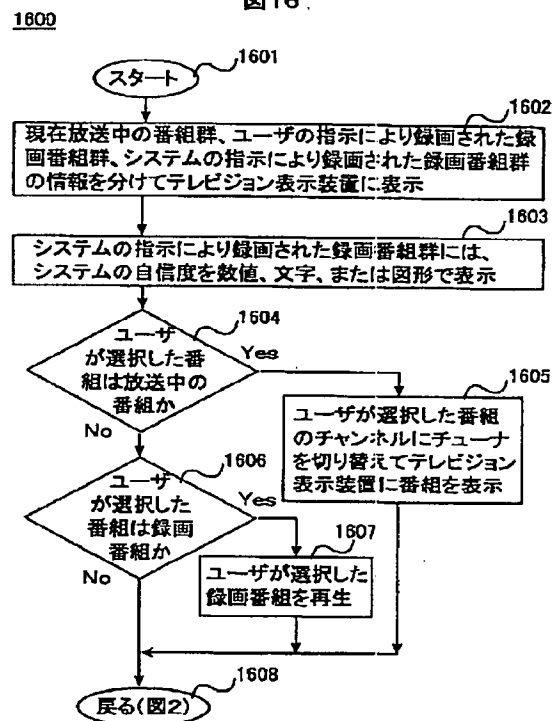 図16
1600
1601
スタート
1602
現在放送中の番組群、ユーザの指示により録画された録
画番組群、システムの指示により録画された録画番組群
の情報を分けてテレビジョン表示装置に表示
1603
システムの指示により録画された録画番組群には、
システムの自信度を数値、文字、または図形で表示
1604
ユーザ
が選択した番
組は放送中の
番組か
Yes
No
1605
ユーザが選択した番組
のチャンネルにチューナ
を切り替えてテレビジョン
表示装置に番組を表示
1606
ユーザ
が選択した
番組は録画
番組か
Yes
No
1607
ユーザが選択した
録画番組を再生
1608
戻る(図2)